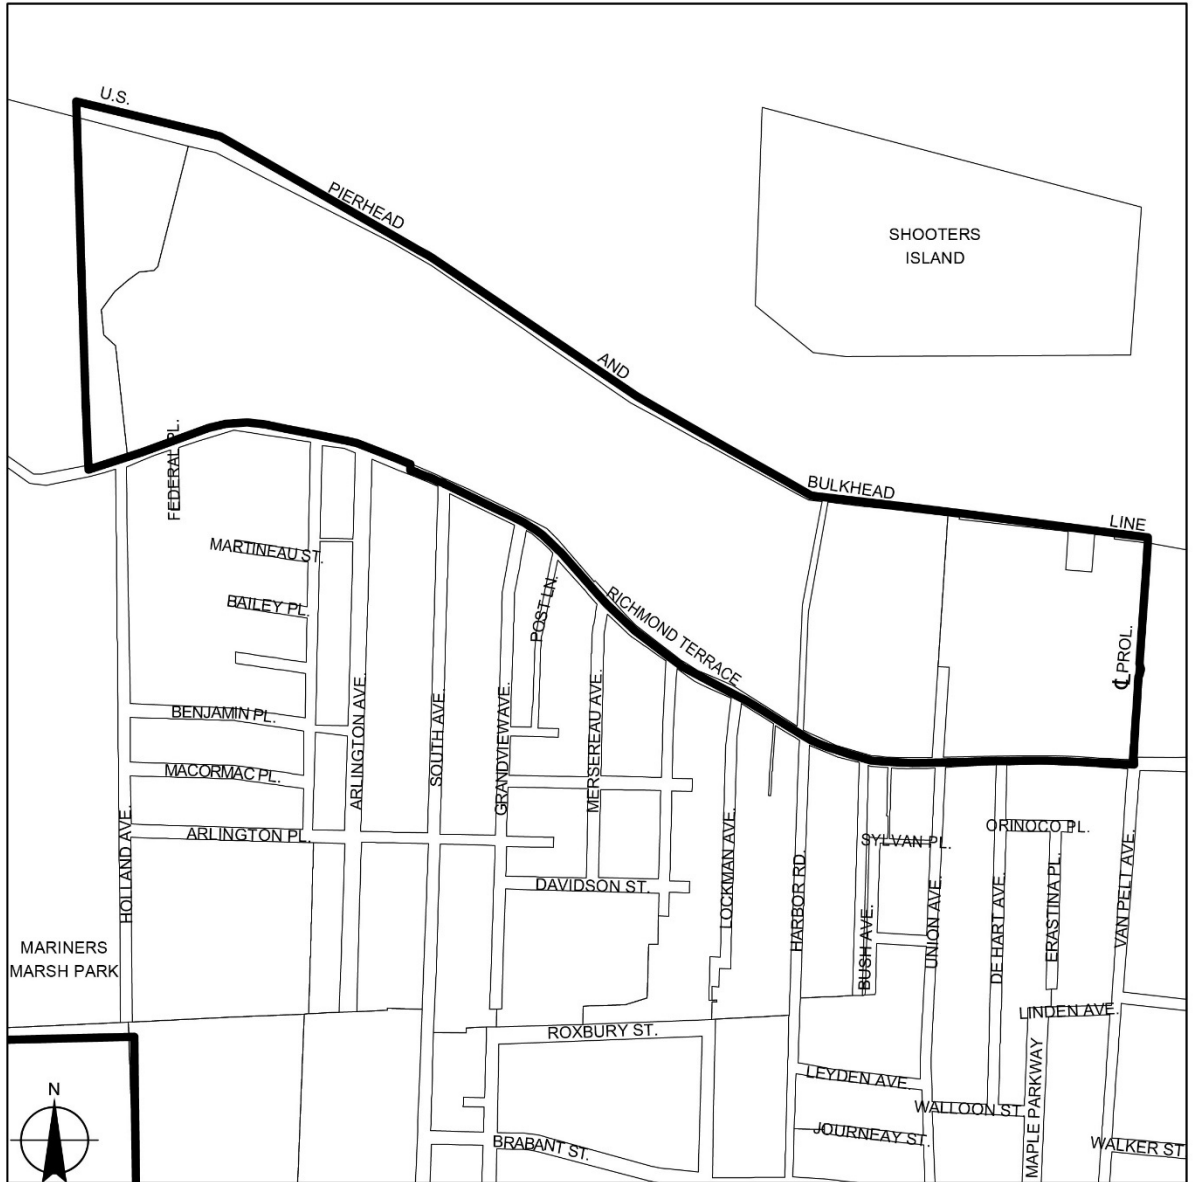 U.S.
PIERHEAD
SHOOTERS
ISLAND
AND
BULKHEAD
LINE
FEDERAL PL.
MARTINEAU ST.
BAILEY PL.
POST LN.
RICHMOND TERRACE
℄ PROL.
BENJAMIN PL.
ARLINGTON AVE.
SOUTH AVE.
GRANDVIEW AVE.
MERSEREAU AVE.
MACORMAC PL.
ARLINGTON PL.
HOLLAND AVE.
ORINOCO PL.
SYLVAN PL.
DAVIDSON ST.
LOCKMAN AVE.
HARBOR RD.
BUSH AVE.
UNION AVE.
DE HART AVE.
ERASTINA PL.
VAN PELT AVE.
MARINERS
MARSH PARK
LINDEN AVE.
ROXBURY ST.
LEYDEN AVE.
MAPLE PARKWAY
WALLOON ST.
N
JOURNEAY ST.
BRABANT ST.
WALKER ST